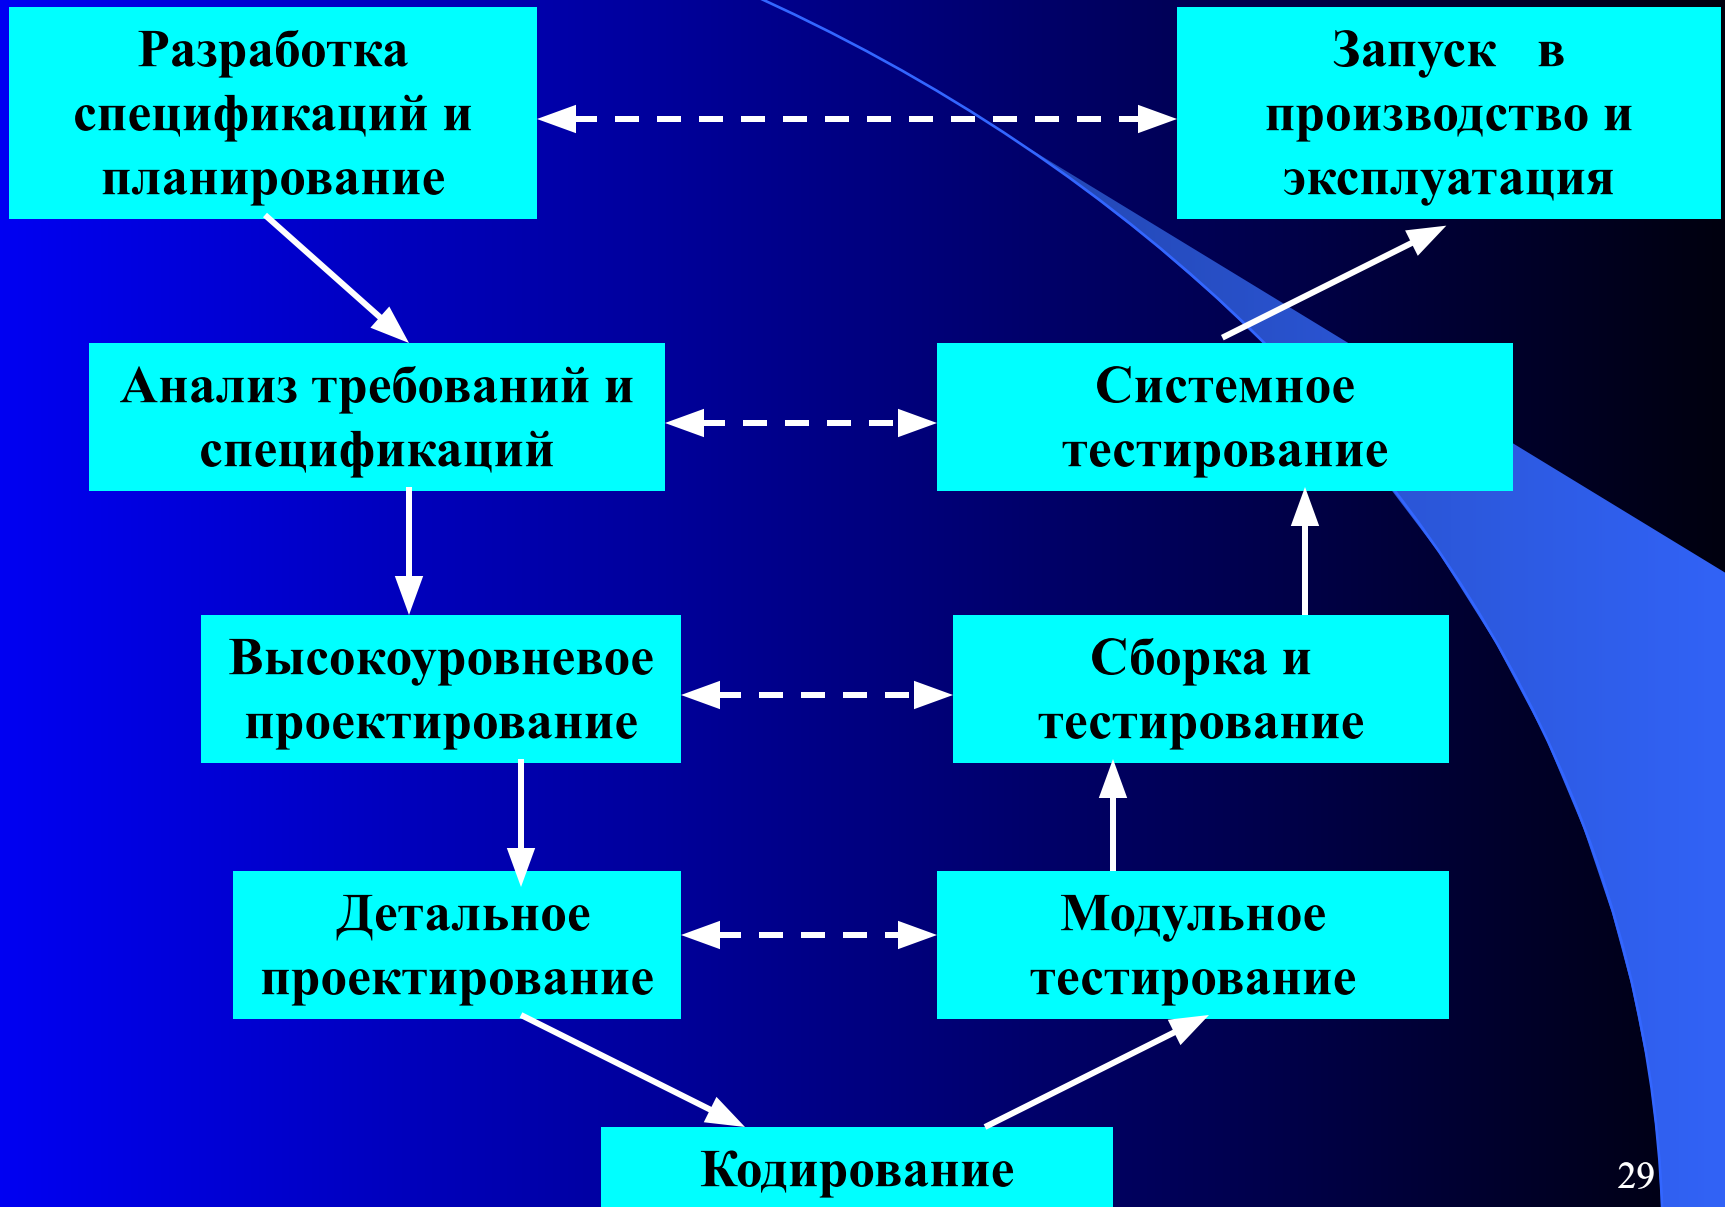 Разработка
спецификаций и
планирование
Запуск в
производство и
эксплуатация
Анализ требований и
спецификаций
Системное
тестирование
Высокоуровневое
проектирование
Сборка и
тестирование
Детальное
проектирование
Модульное
тестирование
Кодирование
29